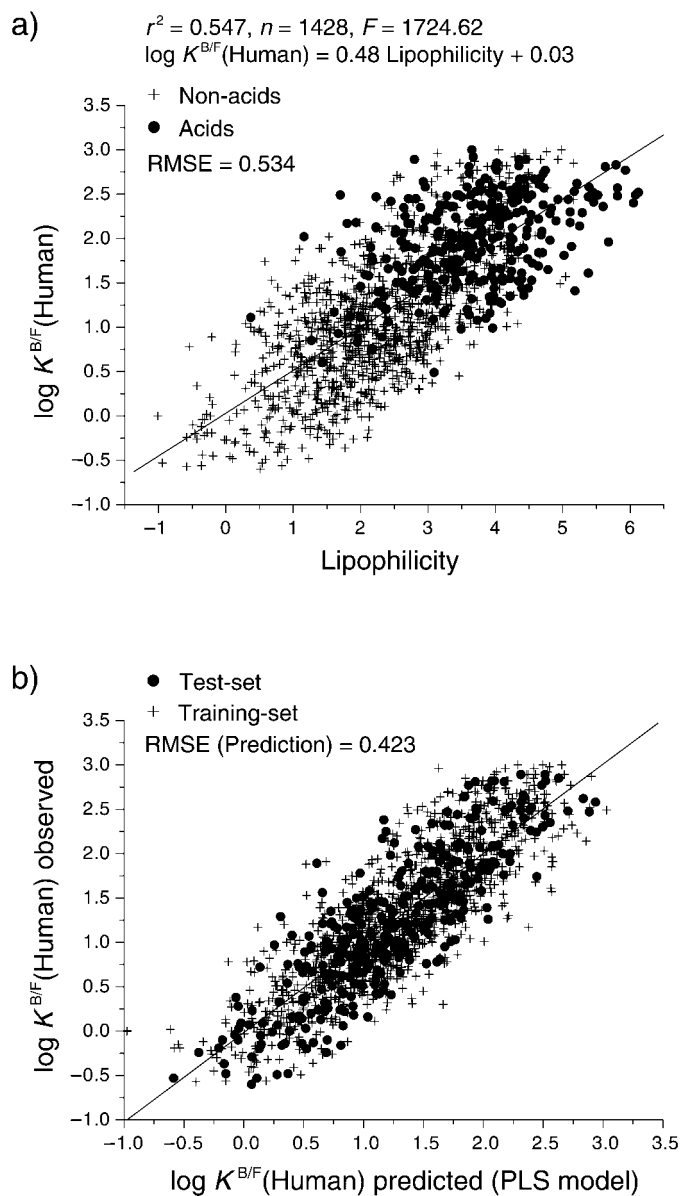 a)
r² = 0.547, n = 1428, F = 1724.62
log K^B/F(Human) = 0.48 Lipophilicity + 0.03
+ Non-acids
● Acids
RMSE = 0.534
3.5
3.0
2.5
2.0
1.5
1.0
0.5
0.0
−0.5
−1.0
log K^B/F(Human)
−1 0 1 2 3 4 5 6
Lipophilicity
b)
● Test-set
+ Training-set
RMSE (Prediction) = 0.423
3.5
3.0
2.5
2.0
1.5
1.0
0.5
0.0
−0.5
−1.0
log K^B/F(Human) observed
−1.0 −0.5 0.0 0.5 1.0 1.5 2.0 2.5 3.0 3.5
log K^B/F(Human) predicted (PLS model)